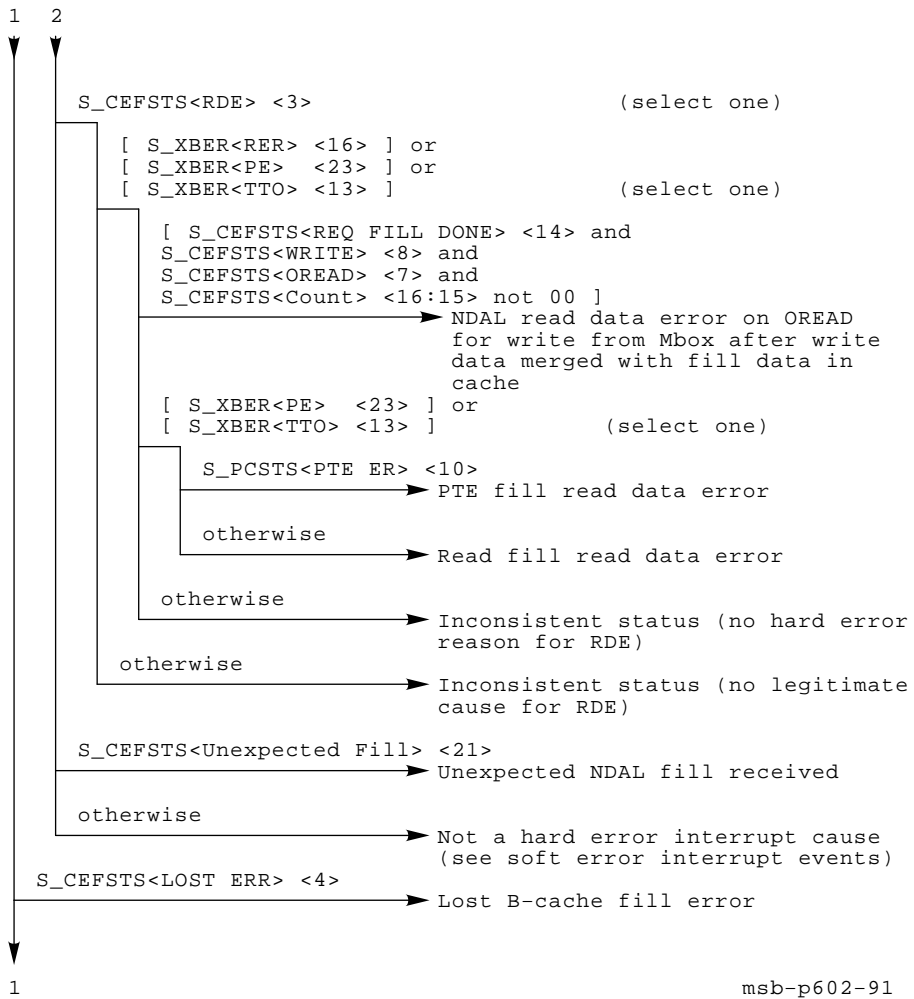 1 2
S_CEFSTS<RDE> <3> (select one)
[ S_XBER<RER> <16> ] or
[ S_XBER<PE> <23> ] or
[ S_XBER<TTO> <13> ] (select one)
[ S_CEFSTS<REQ FILL DONE> <14> and
S_CEFSTS<WRITE> <8> and
S_CEFSTS<OREAD> <7> and
S_CEFSTS<Count> <16:15> not 00 ]
NDAL read data error on OREAD
for write from Mbox after write
data merged with fill data in
cache
[ S_XBER<PE> <23> ] or
[ S_XBER<TTO> <13> ] (select one)
S_PCSTS<PTE ER> <10>
PTE fill read data error
otherwise
Read fill read data error
otherwise
Inconsistent status (no hard error
reason for RDE)
otherwise
Inconsistent status (no legitimate
cause for RDE)
S_CEFSTS<Unexpected Fill> <21>
Unexpected NDAL fill received
otherwise
Not a hard error interrupt cause
(see soft error interrupt events)
S_CEFSTS<LOST ERR> <4>
Lost B-cache fill error
1 msb-p602-91